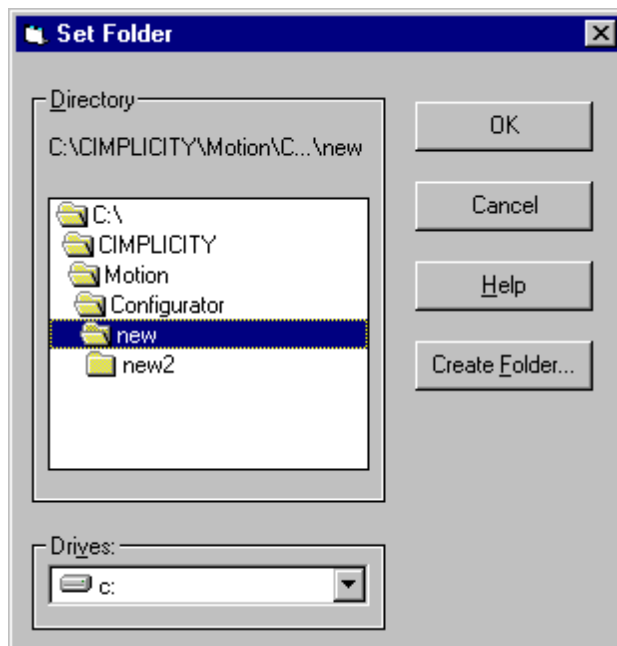 Set Folder
Directory
C:\CIMPLICITY\Motion\C...\new
C:\
CIMPLICITY
Motion
Configurator
new
new2
OK
Cancel
Help
Create Folder...
Drives:
c: